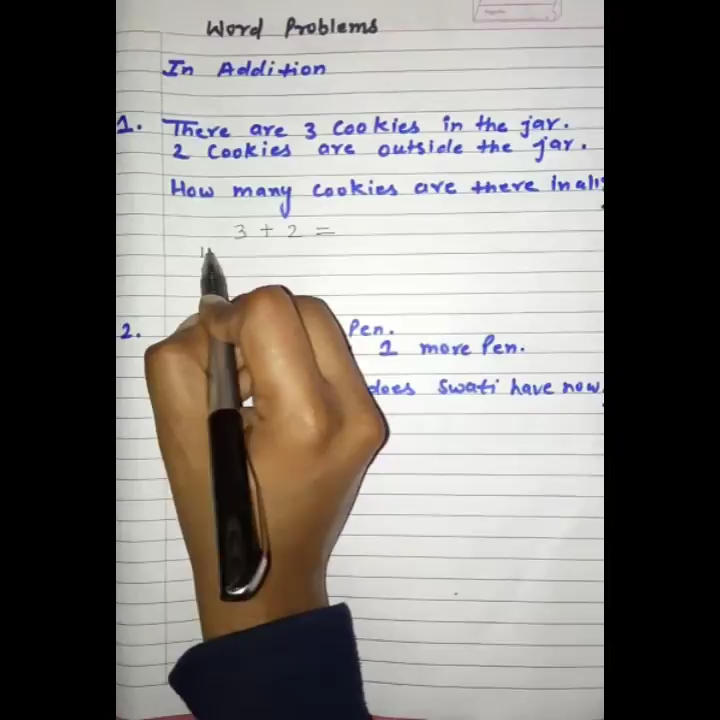 Word Problems
In Addition
1. There are 3 Cookies in the jar.
2 Cookies are outside the jar.
How many cookies are there in all
3 + 2 =
2. Pen.
1 more Pen.
does Swati have now